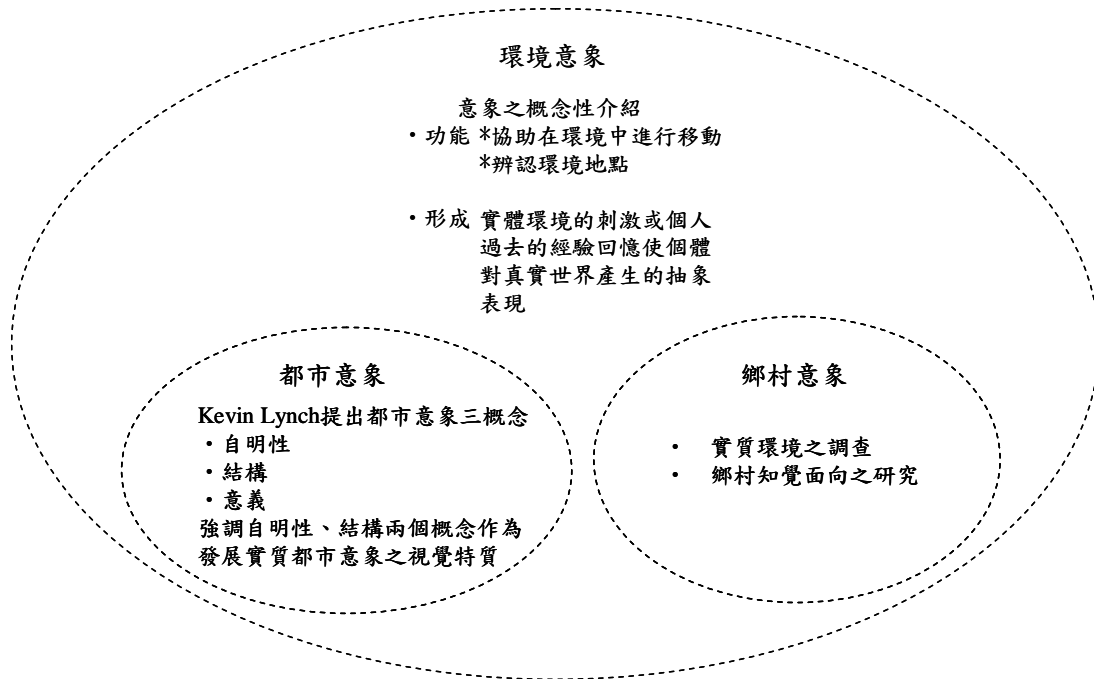 環境意象
意象之概念性介紹
・功能 *協助在環境中進行移動
*辨認環境地點
・形成 實體環境的刺激或個人
過去的經驗回憶使個體
對真實世界產生的抽象
表現
都市意象
Kevin Lynch提出都市意象三概念
・自明性
・結構
・意義
強調自明性、結構兩個概念作為
發展實質都市意象之視覺特質
鄉村意象
・ 實質環境之調查
・ 鄉村知覺面向之研究